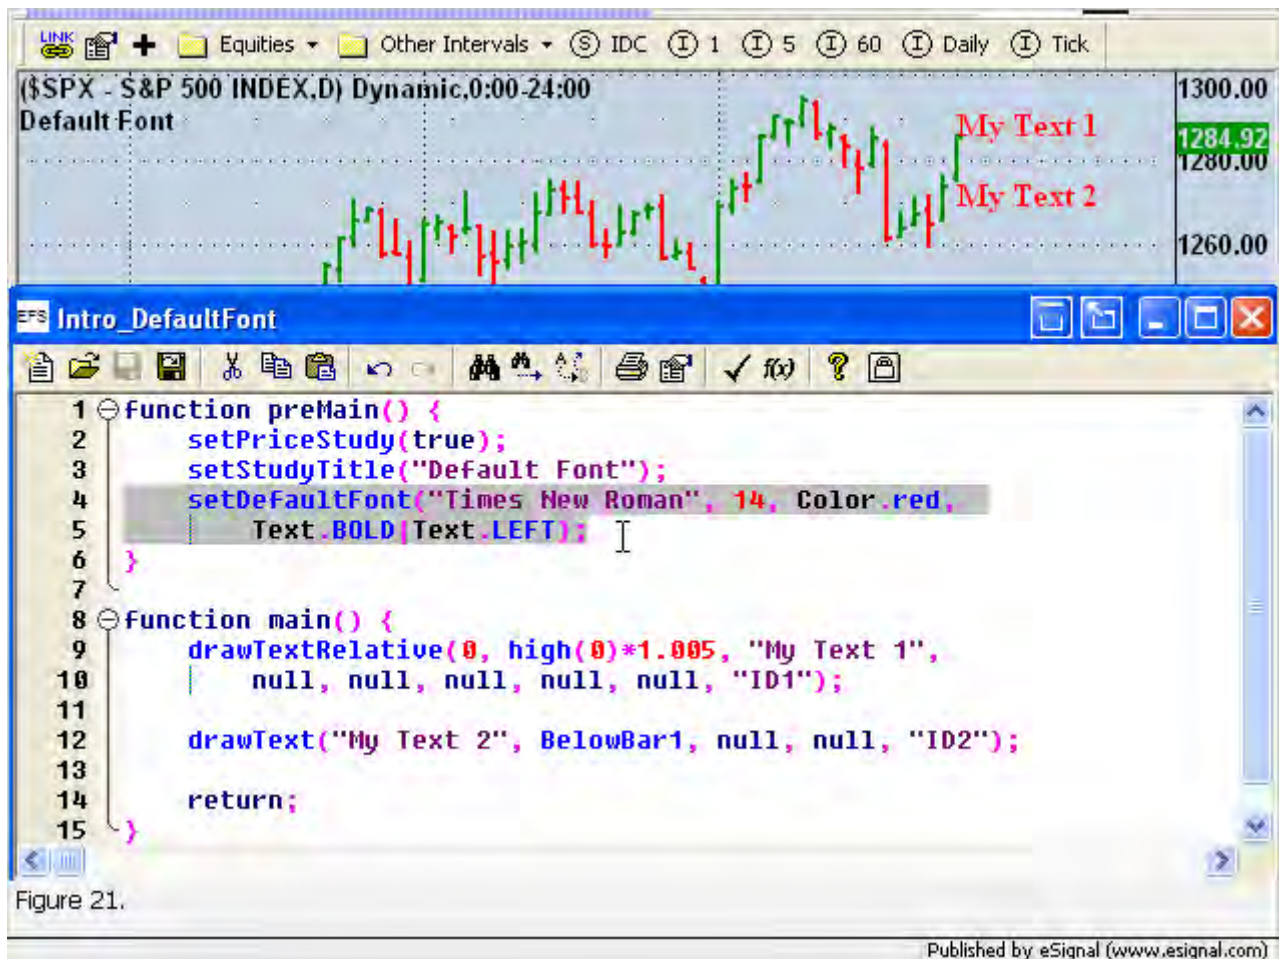 LINK Equities Other Intervals S IDC I 1 I 5 I 60 I Daily I Tick
($SPX - S&P 500 INDEX,D) Dynamic,0:00-24:00
1300.00
Default Font
My Text 1
1284.92
1280.00
My Text 2
1260.00
EFS Intro_DefaultFont
f(x) ?
1 function preMain() {
2 setPriceStudy(true);
3 setStudyTitle("Default Font");
4 setDefaultFont("Times New Roman", 14, Color.red,
5 Text.BOLD|Text.LEFT);
6 }
7
8 function main() {
9 drawTextRelative(0, high(0)*1.005, "My Text 1",
10 null, null, null, null, null, "ID1");
11
12 drawText("My Text 2", BelowBar1, null, null, "ID2");
13
14 return;
15 }
Figure 21.
Published by eSignal (www.esignal.com)